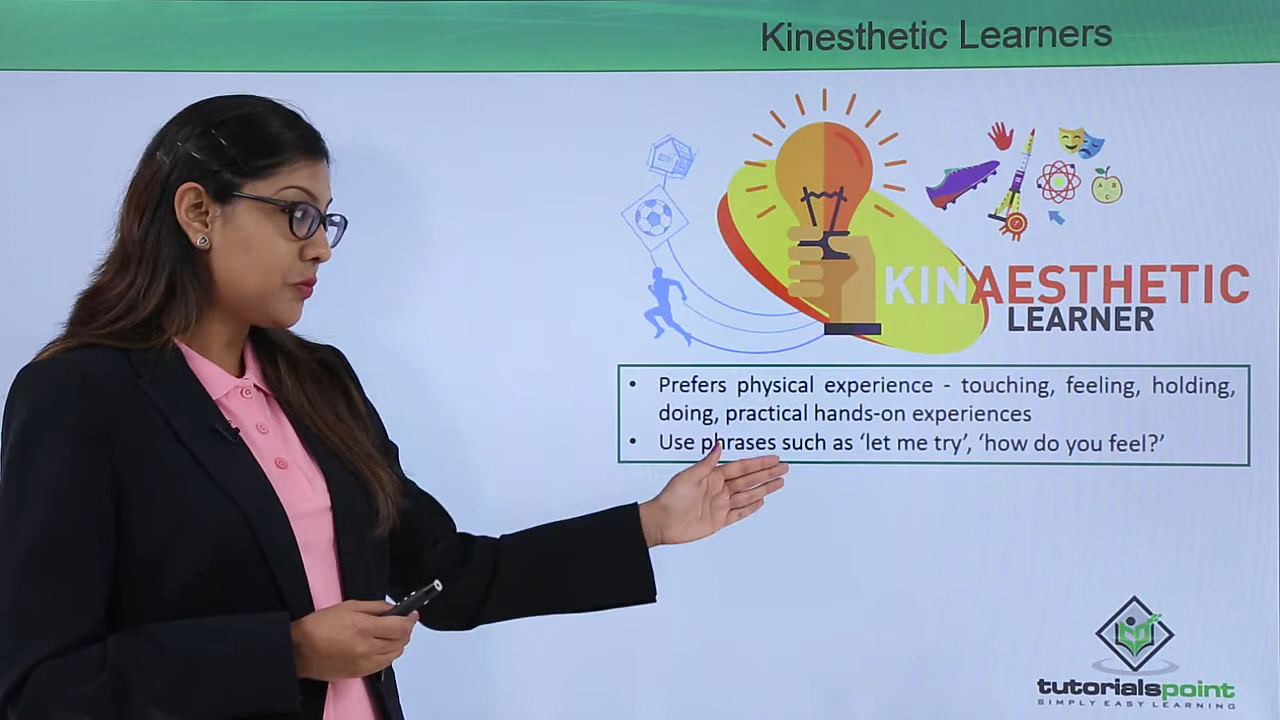 Kinesthetic Learners
KINAESTHETIC
LEARNER
• Prefers physical experience - touching, feeling, holding,
doing, practical hands-on experiences
• Use phrases such as ‘let me try’, ‘how do you feel?’
tutorialspoint
SIMPLY EASY LEARNING